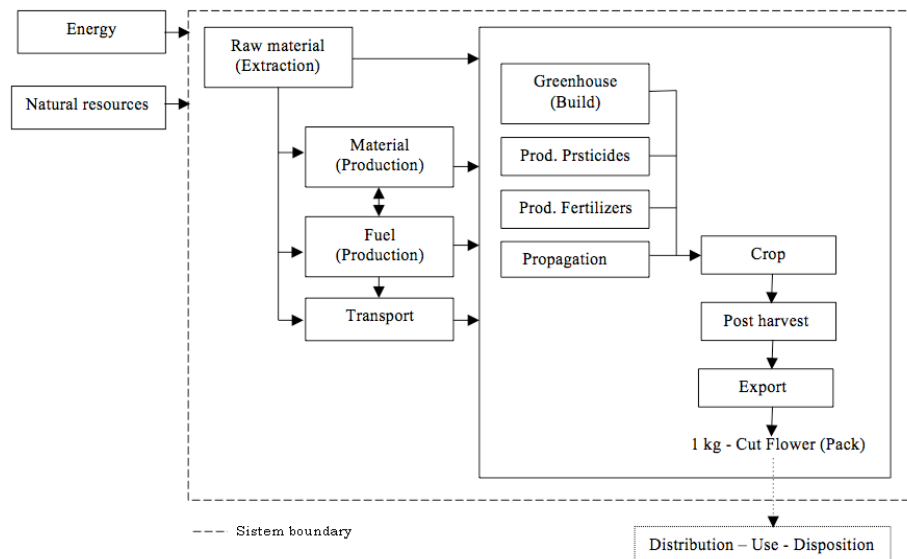 Energy
Natural resources
Raw material
(Extraction)
Material
(Production)
Fuel
(Production)
Transport
Greenhouse
(Build)
Prod. Prsticides
Prod. Fertilizers
Propagation
Crop
Post harvest
Export
1 kg - Cut Flower (Pack)
Sistem boundary
Distribution – Use - Disposition